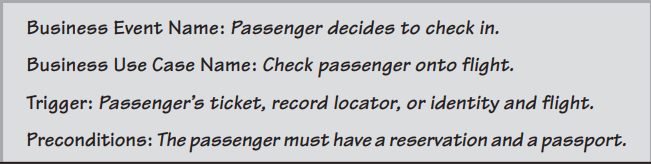 Business Event Name: Passenger decides to check in.
Business Use Case Name: Check passenger onto flight.
Trigger: Passenger's ticket, record locator, or identity and flight.
Preconditions: The passenger must have a reservation and a passport.